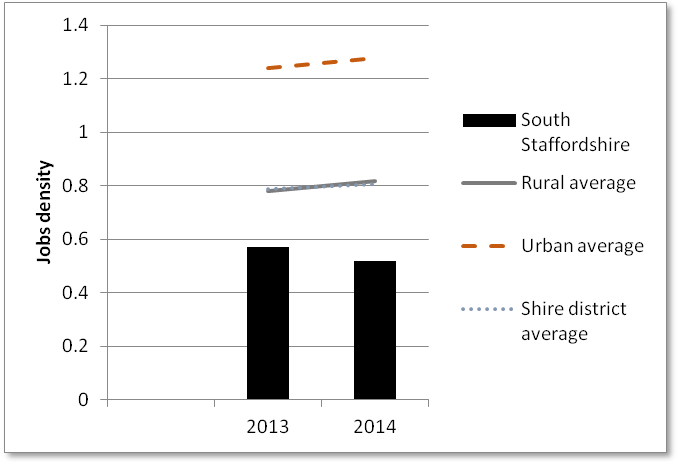 1.4
1.2
1
0.8
0.6
0.4
0.2
0
Jobs density
2013
2014
South
Staffordshire
Rural average
Urban average
Shire district
average